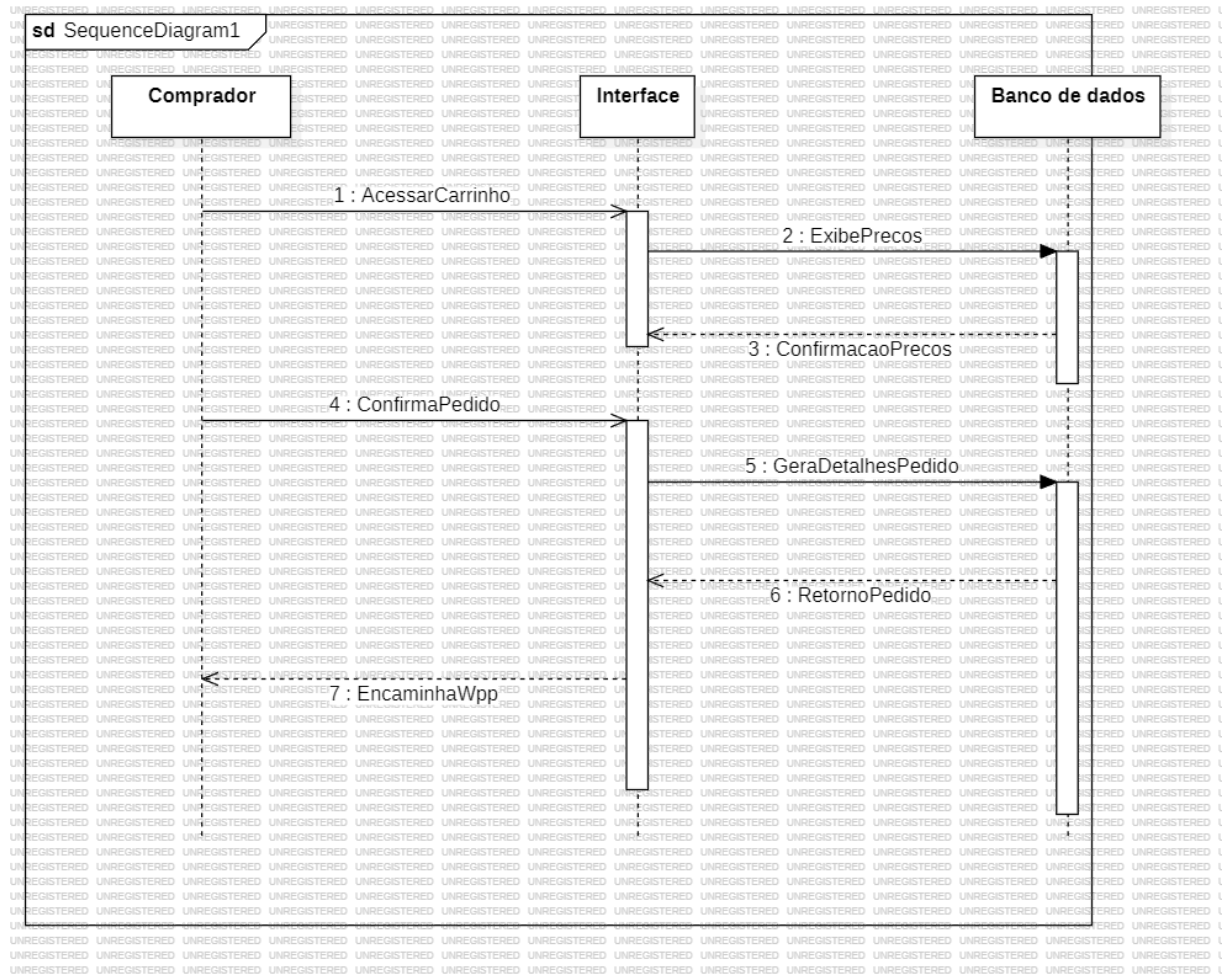 sd SequenceDiagram1
Comprador
Interface
Banco de dados
1 : AcessarCarrinho
2 : ExibePrecos
3 : ConfirmacaoPrecos
4 : ConfirmaPedido
5 : GeraDetalhesPedido
6 : RetornoPedido
7 : EncaminhaWpp
UNREGISTERED